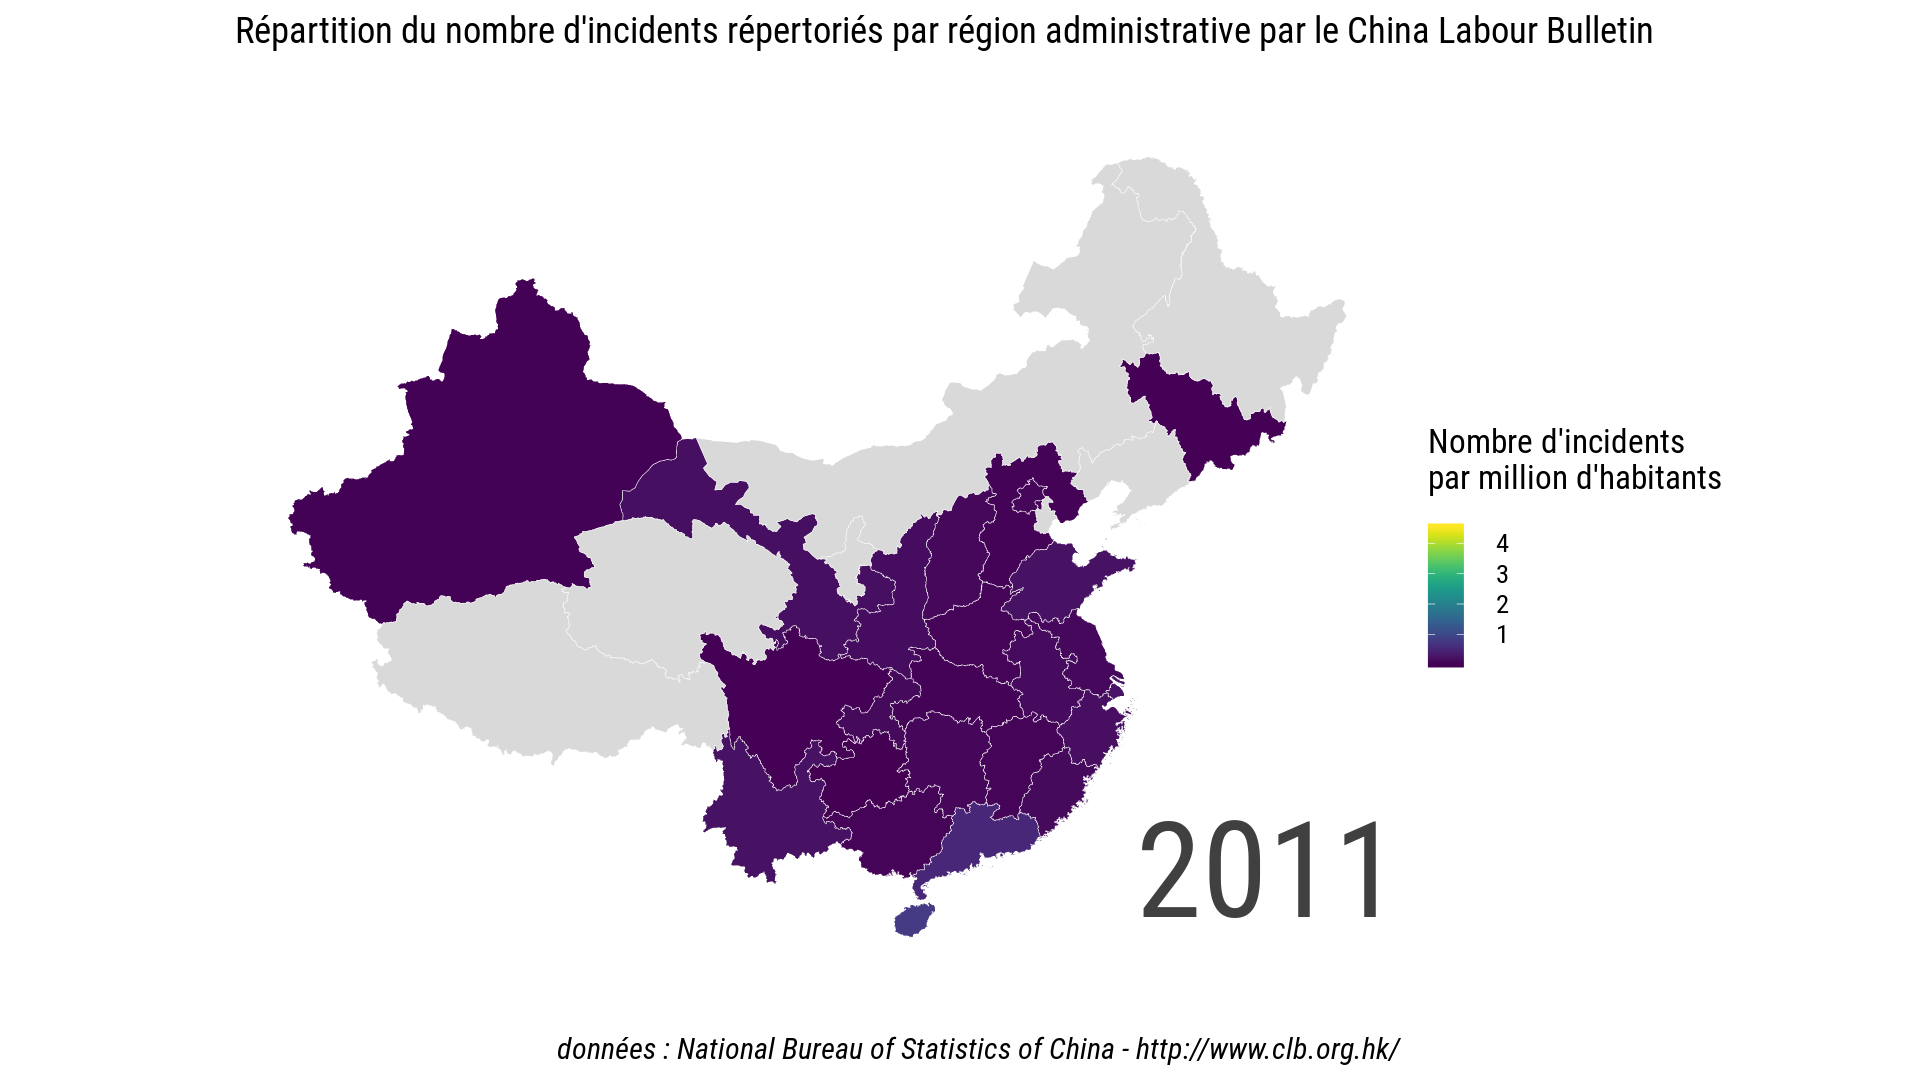 Répartition du nombre d'incidents répertoriés par région administrative par le China Labour Bulletin
Nombre d'incidents
par million d'habitants
4
3
2
1
2011
données : National Bureau of Statistics of China - http://www.clb.org.hk/